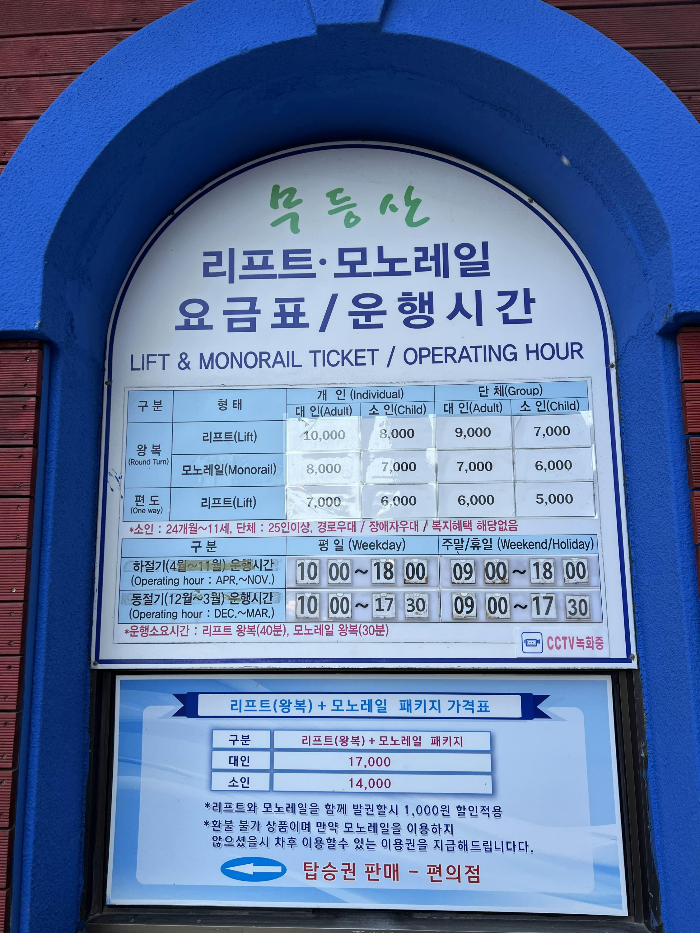 무등산
리프트·모노레일
요금표/운행시간
LIFT & MONORAIL TICKET / OPERATING HOUR
구분 형태 개 인 (Individual) 단 체(Group)
대 인(Adult) 소 인(Child) 대 인(Adult) 소 인(Child)
왕 복 (Round Turn) 리프트(Lift) 10,000 8,000 9,000 7,000
모노레일(Monorail) 8,000 7,000 7,000 6,000
편 도 (One way) 리프트(Lift) 7,000 6,000 6,000 5,000
*소인 : 24개월~11세, 단체 : 25인이상, 경로우대 / 장애자우대 / 복지혜택 해당없음
구 분 평 일 (Weekday) 주말/휴일 (Weekend/Holiday)
하절기(4월~11월) 운행시간 (Operating hour : APR.~NOV.) 10 00 ~ 18 00 09 00 ~ 18 00
동절기(12월~3월) 운행시간 (Operating hour : DEC.~MAR.) 10 00 ~ 17 30 09 00 ~ 17 30
*운행소요시간 : 리프트 왕복(40분), 모노레일 왕복(30분)
CCTV녹화중
리프트(왕복) + 모노레일 패키지 가격표
구분 리프트(왕복) + 모노레일 패키지
대인 17,000
소인 14,000
*리프트와 모노레일을 함께 발권할시 1,000원 할인적용
*환불 불가 상품이며 만약 모노레일을 이용하지
않으셨을시 차후 이용할수 있는 이용권을 지급해드립니다다.
탑승권 판매 - 편의점